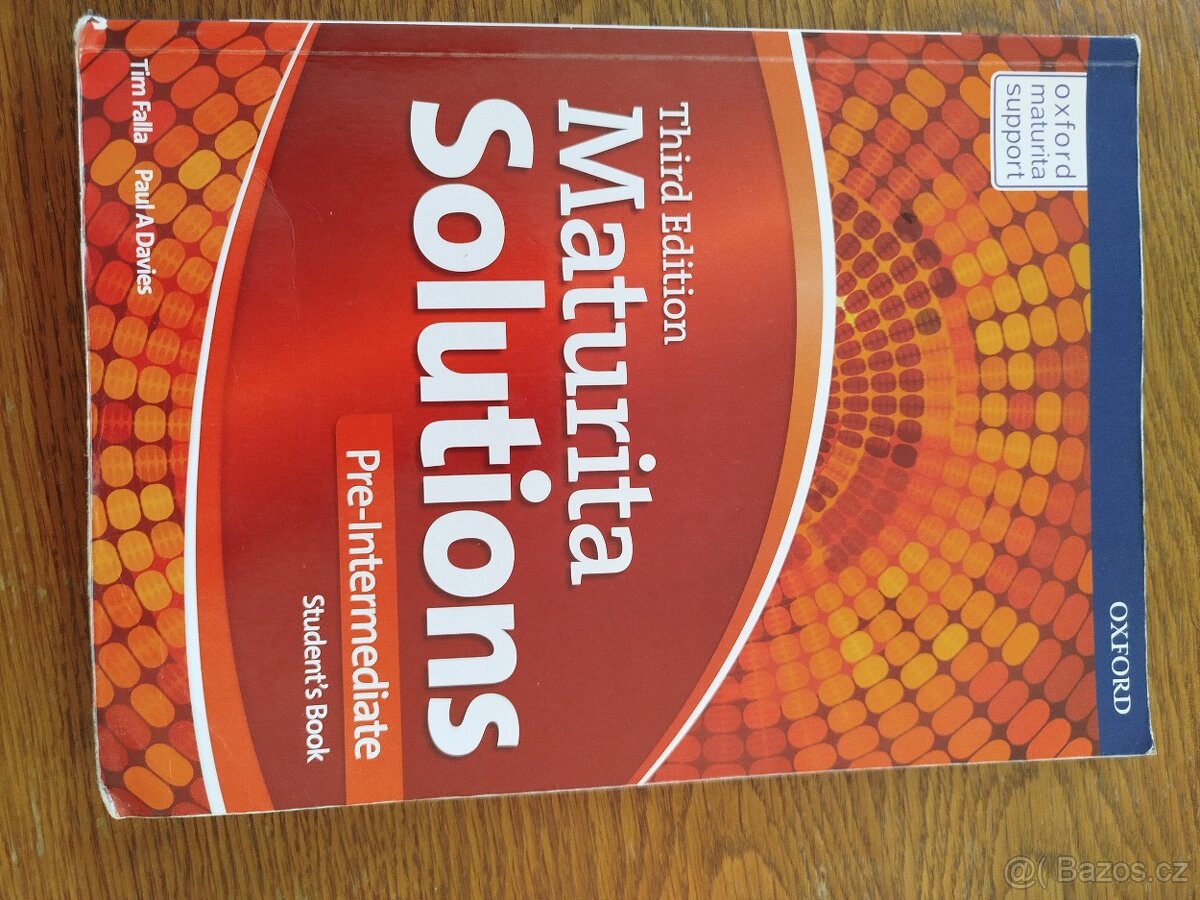 OXFORD
oxford
maturita
support
Third Edition
Maturita
Solutions
Pre-Intermediate
Student's Book
Tim Falla Paul A Davies
@( Bazos.cz